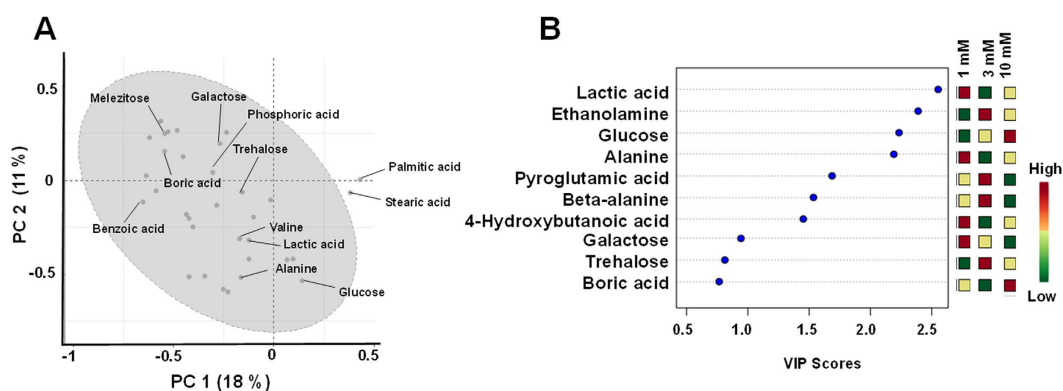 A
0.5
0
-0.5
PC 2 (11 %)
Melezitose
Galactose
Phosphoric acid
Trehalose
Palmitic acid
Boric acid
Stearic acid
Benzoic acid
Valine
Lactic acid
Alanine
Glucose
-1
-0.5
0
0.5
PC 1 (18 %)
B
1 mM
3 mM
10 mM
Lactic acid
Ethanolamine
Glucose
Alanine
Pyroglutamic acid
Beta-alanine
4-Hydroxybutanoic acid
Galactose
Trehalose
Boric acid
High
Low
0.5
1.0
1.5
2.0
2.5
VIP Scores